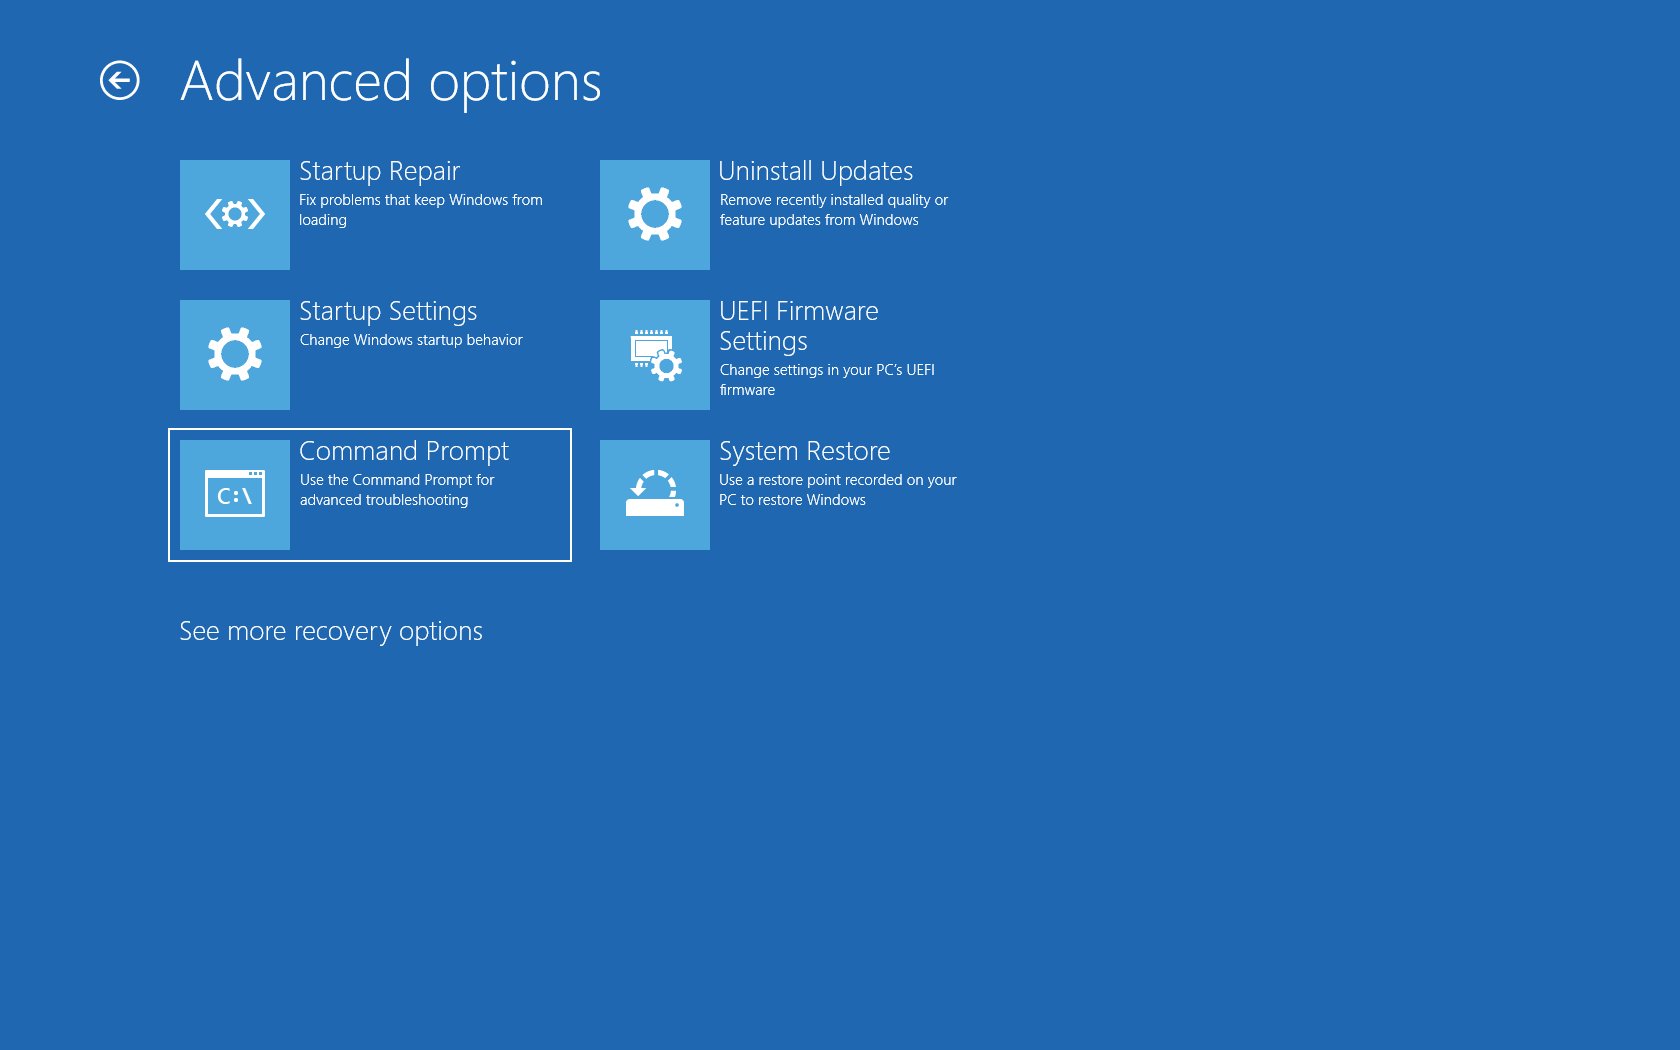 Advanced options
Startup Repair
Fix problems that keep Windows from
loading
Uninstall Updates
Remove recently installed quality or
feature updates from Windows
Startup Settings
Change Windows startup behavior
UEFI Firmware
Settings
Change settings in your PC’s UEFI
firmware
C:\
Command Prompt
Use the Command Prompt for
advanced troubleshooting
System Restore
Use a restore point recorded on your
PC to restore Windows
See more recovery options